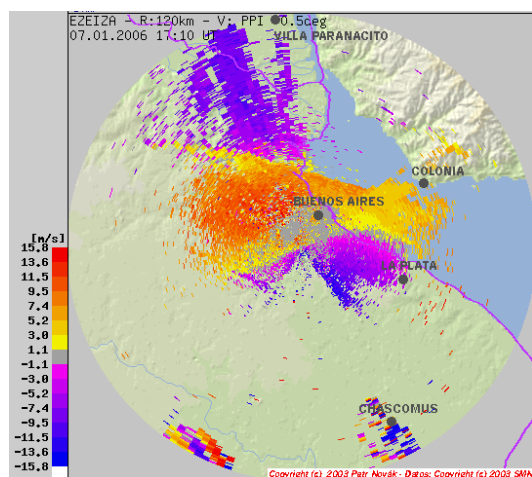 EZEIZA - R:120km - V: PPI 0.5deg
07.01.2006 17:10 UT
VILLA PARANACITO
COLONIA
BUENOS AIRES
LA PLATA
CHASCOMUS
[m/s]
15.8
13.6
11.5
9.5
7.4
5.2
3.0
1.1
-1.1
-3.0
-5.2
-7.4
-9.5
-11.5
-13.6
-15.8
Copyright (c) 2003 Petr Novák - Datos: Copyright (c) 2003 SMN